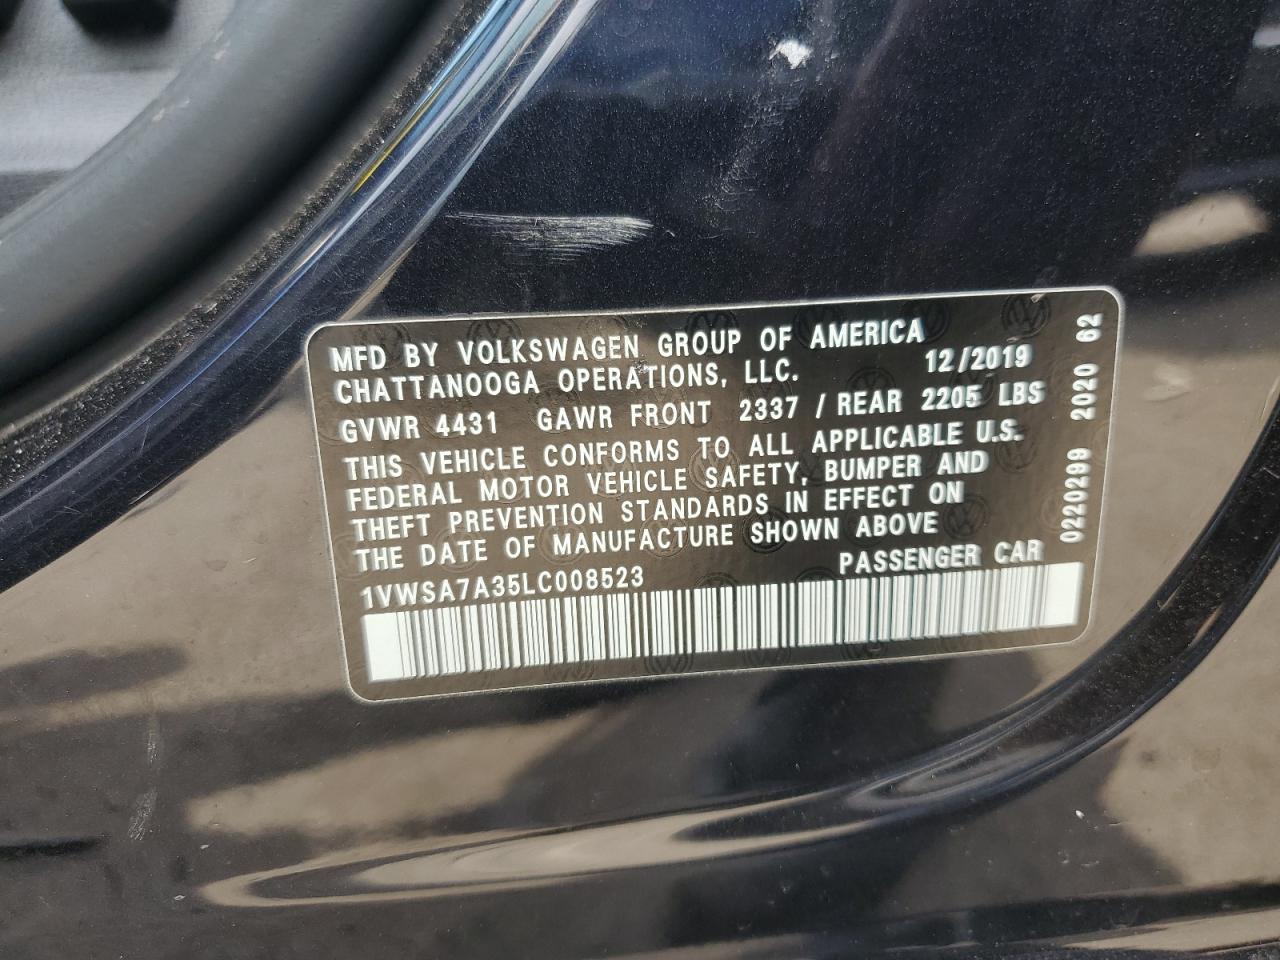 MFD BY VOLKSWAGEN GROUP OF AMERICA
CHATTANOOGA OPERATIONS, LLC. 12/2019
GVWR 4431 GAWR FRONT 2337 / REAR 2205 LBS
THIS VEHICLE CONFORMS TO ALL APPLICABLE U.S.
FEDERAL MOTOR VEHICLE SAFETY, BUMPER AND
THEFT PREVENTION STANDARDS IN EFFECT ON
THE DATE OF MANUFACTURE SHOWN ABOVE
1VWSA7A35LC008523 PASSENGER CAR
02202099 2020 62